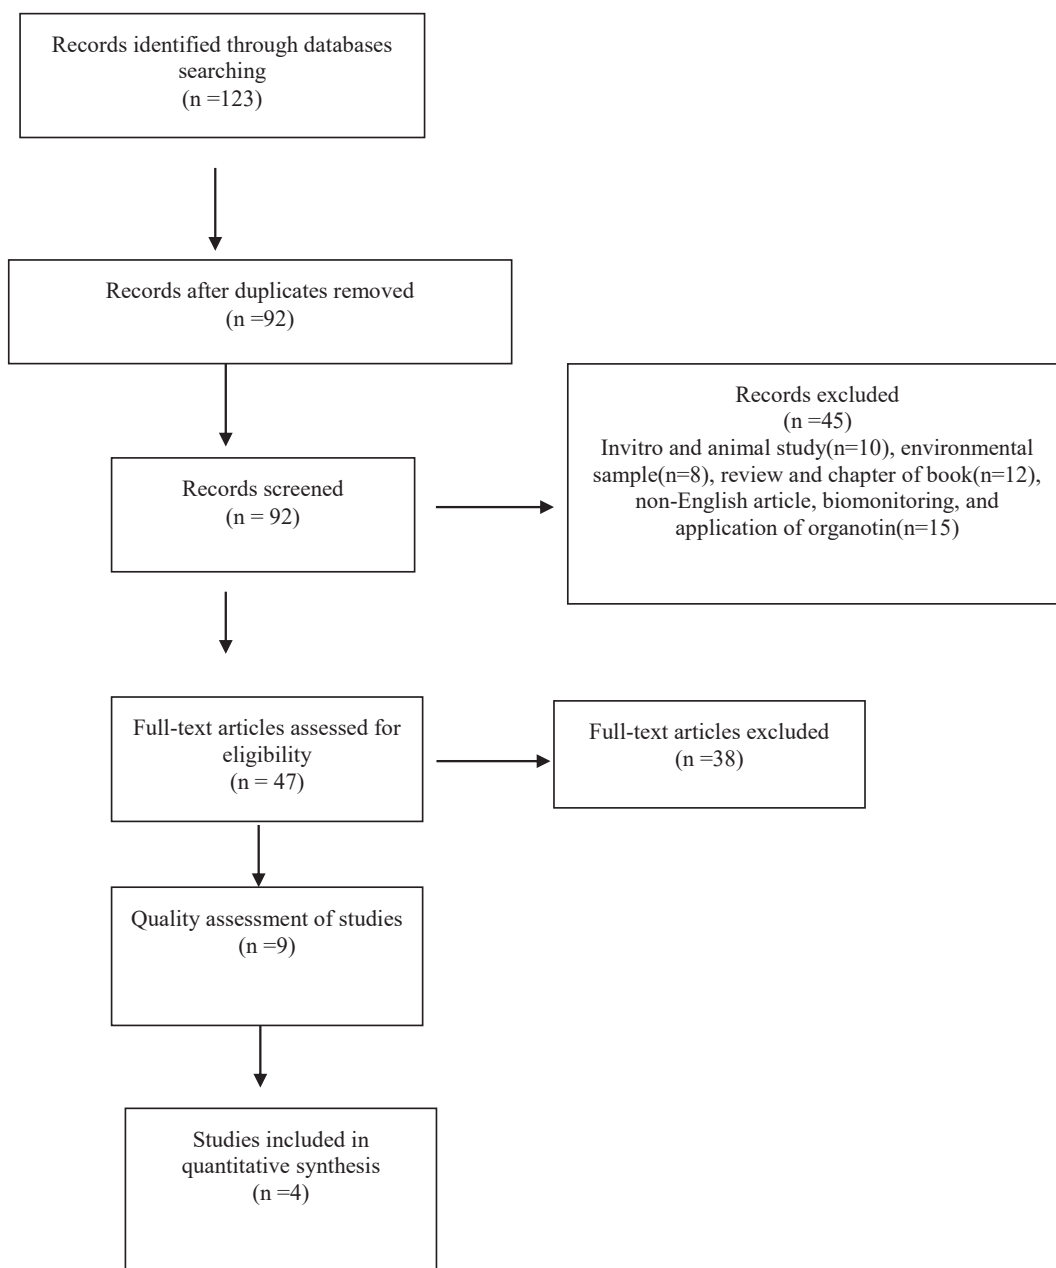 Records identified through databases
searching
(n =123)
Records after duplicates removed
(n =92)
Records excluded
(n =45)
Invitro and animal study(n=10), environmental
sample(n=8), review and chapter of book(n=12),
non-English article, biomonitoring, and
application of organotin(n=15)
Records screened
(n = 92)
Full-text articles assessed for
eligibility
(n = 47)
Full-text articles excluded
(n =38)
Quality assessment of studies
(n =9)
Studies included in
quantitative synthesis
(n =4)